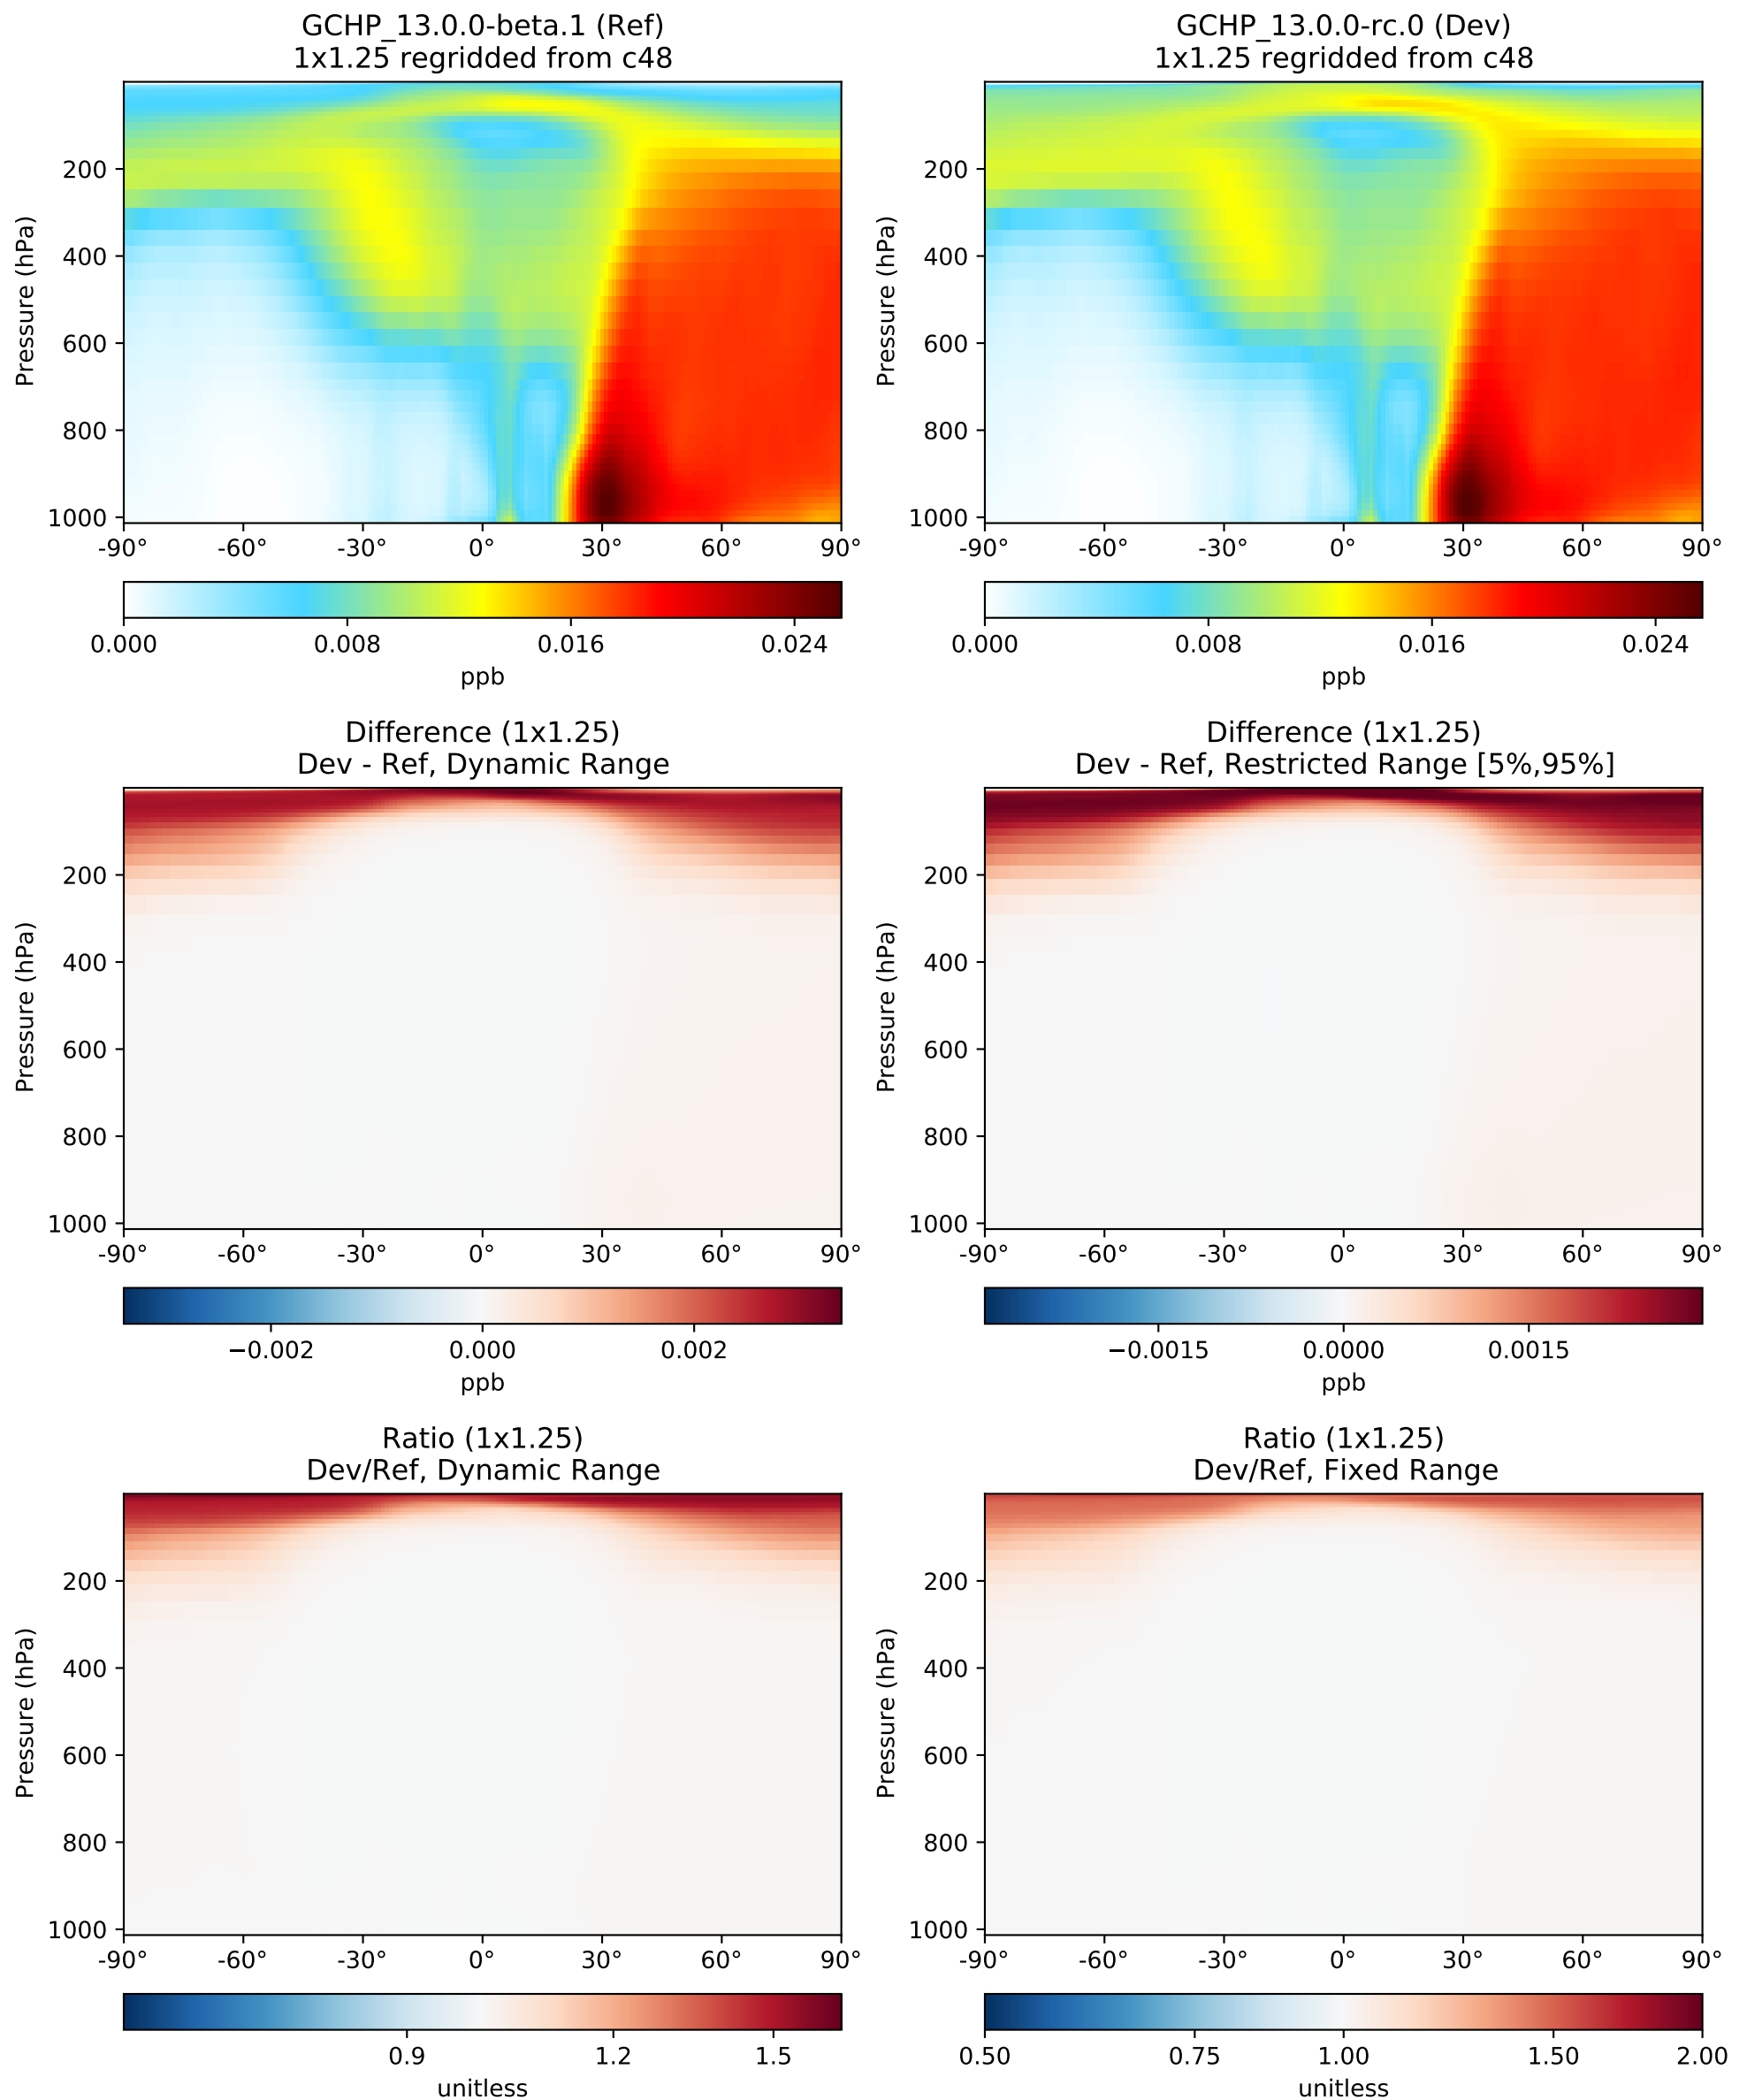 GCHP_13.0.0-beta.1 (Ref)
1x1.25 regridded from c48
Pressure (hPa)
200
400
600
800
1000
-90° -60° -30° 0° 30° 60° 90°
0.000 0.008 0.016 0.024
ppb
GCHP_13.0.0-rc.0 (Dev)
1x1.25 regridded from c48
Pressure (hPa)
200
400
600
800
1000
-90° -60° -30° 0° 30° 60° 90°
0.000 0.008 0.016 0.024
ppb
Difference (1x1.25)
Dev - Ref, Dynamic Range
Pressure (hPa)
200
400
600
800
1000
-90° -60° -30° 0° 30° 60° 90°
−0.002 0.000 0.002
ppb
Difference (1x1.25)
Dev - Ref, Restricted Range [5%,95%]
Pressure (hPa)
200
400
600
800
1000
-90° -60° -30° 0° 30° 60° 90°
−0.0015 0.0000 0.0015
ppb
Ratio (1x1.25)
Dev/Ref, Dynamic Range
Pressure (hPa)
200
400
600
800
1000
-90° -60° -30° 0° 30° 60° 90°
0.9 1.2 1.5
unitless
Ratio (1x1.25)
Dev/Ref, Fixed Range
Pressure (hPa)
200
400
600
800
1000
-90° -60° -30° 0° 30° 60° 90°
0.50 0.75 1.00 1.50 2.00
unitless